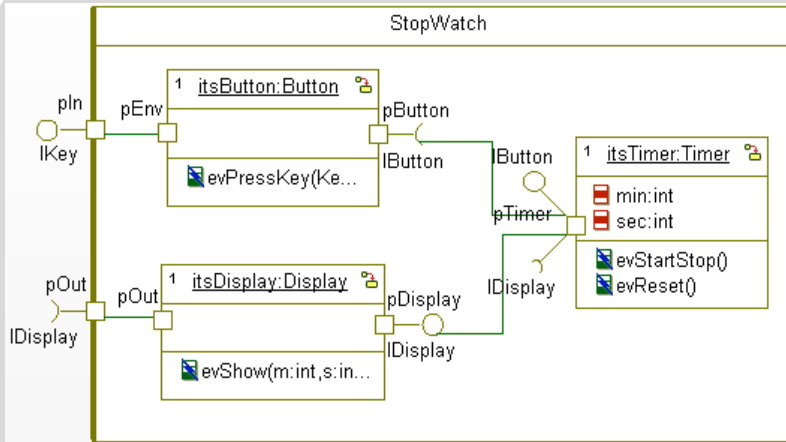 StopWatch
1 itsButton:Button
pIn
pEnv
pButton
IKey
IButton
evPressKey(Ke...
IButton
1 itsTimer:Timer
min:int
pTimer
sec:int
evStartStop()
evReset()
IDisplay
1 itsDisplay:Display
pOut
pOut
pDisplay
IDisplay
IDisplay
evShow(m:int,s:in...